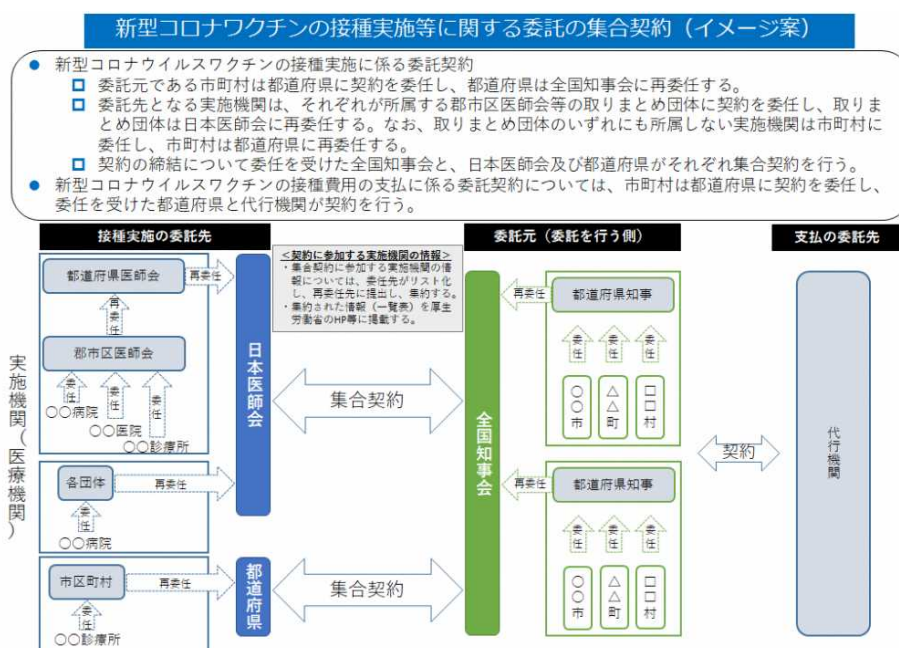 新型コロナワクチンの接種実施等に関する委託の集合契約（イメージ案）
● 新型コロナウイルスワクチンの接種実施に係る委託契約
□ 委託元である市町村は都道府県に契約を委任し、都道府県は全国知事会に再委任する。
□ 委託先となる実施機関は、それぞれが所属する郡市区医師会等の取りまとめ団体に契約を委任し、取りま
とめ団体は日本医師会に再委任する。なお、取りまとめ団体のいずれにも所属しない実施機関は市町村に
委任し、市町村は都道府県に再委任する。
□ 契約の締結について委任を受けた全国知事会と、日本医師会及び都道府県がそれぞれ集合契約を行う。
● 新型コロナウイルスワクチンの接種費用の支払に係る委託契約については、市町村は都道府県に契約を委任し、
委任を受けた都道府県と代行機関が契約を行う。
接種実施の委託先
委託元（委託を行う側）
支払の委託先
実施機関（医療機関）
都道府県医師会
再委任
再委任
郡市区医師会
委任
委任
委任
〇〇病院
〇〇医院
〇〇診療所
各団体
再委任
委任
〇〇病院
市区町村
再委任
委任
〇〇診療所
日本医師会
都道府県
＜契約に参加する実施機関の情報＞
・集合契約に参加する実施機関の情
報については、委任先がリスト化
し、再委任先に提出し、集約する。
・集約された情報（一覧表）を厚生
労働省のHP等に掲載する。
集合契約
集合契約
全国知事会
再委任
都道府県知事
委任
委任
委任
〇〇市
△△町
□□村
再委任
都道府県知事
委任
委任
委任
〇〇市
△△町
□□村
契約
代行機関